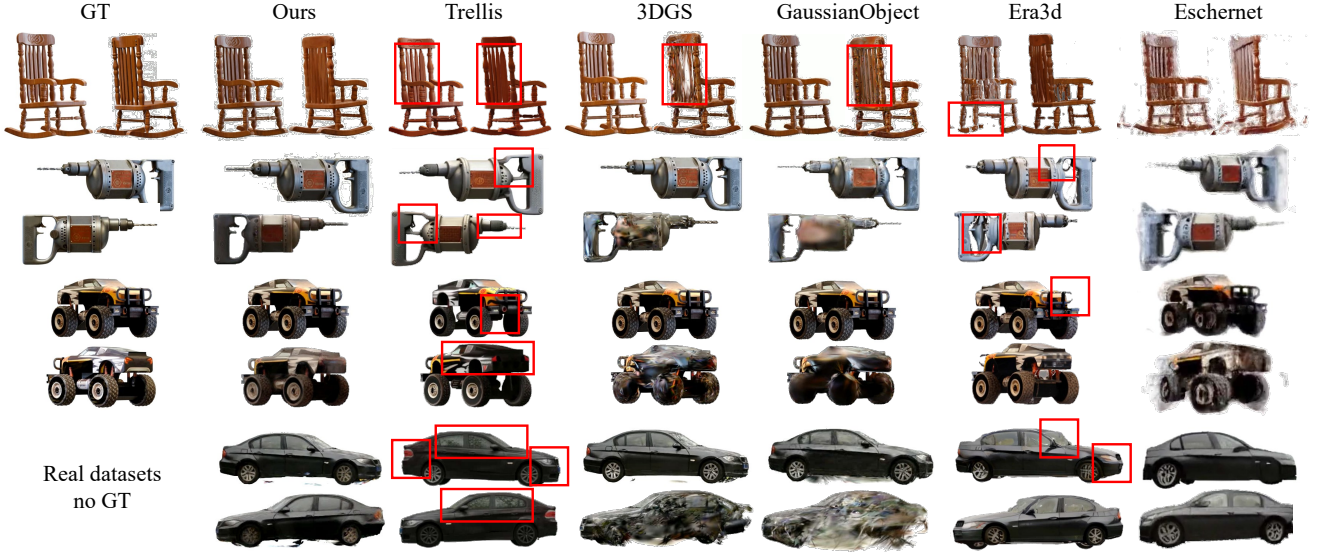 GT Ours Trellis 3DGS GaussianObject Era3d Eschernet
Real datasets
no GT